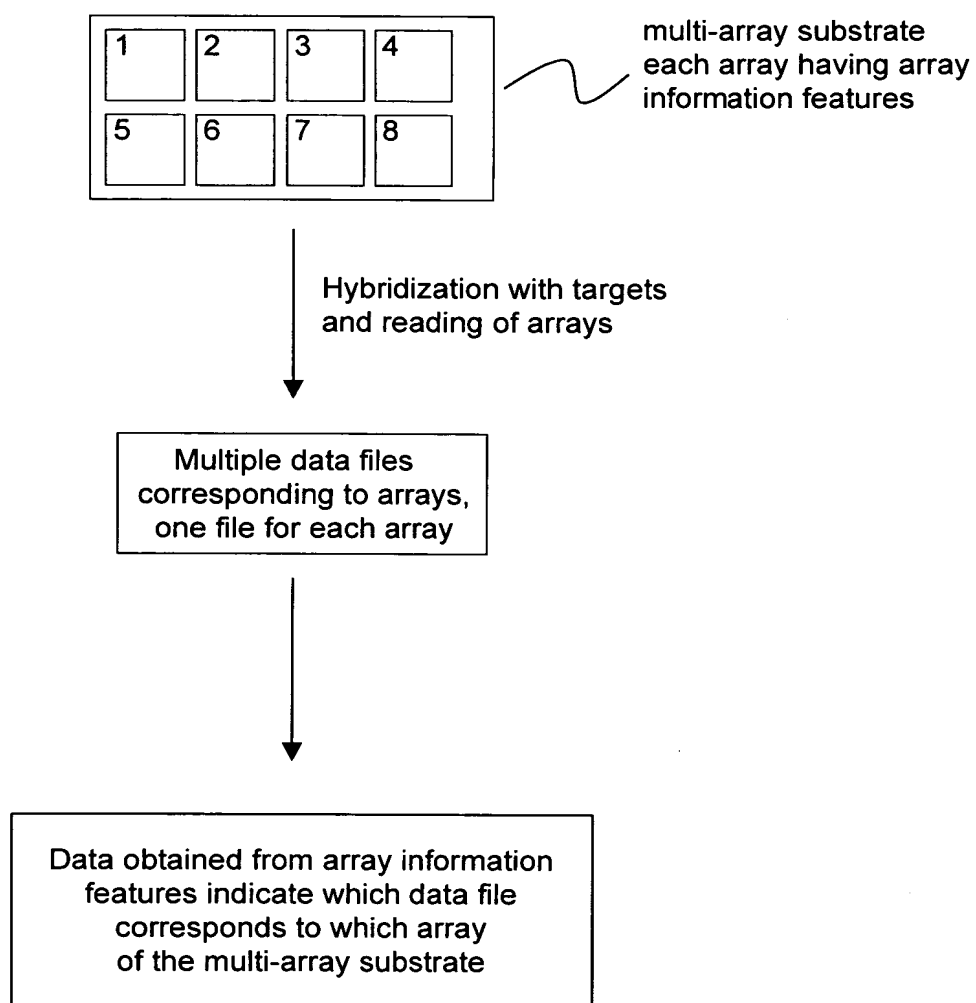 1 2 3 4
5 6 7 8
multi-array substrate
each array having array
information features
Hybridization with targets
and reading of arrays
Multiple data files
corresponding to arrays,
one file for each array
Data obtained from array information
features indicate which data file
corresponds to which array
of the multi-array substrate